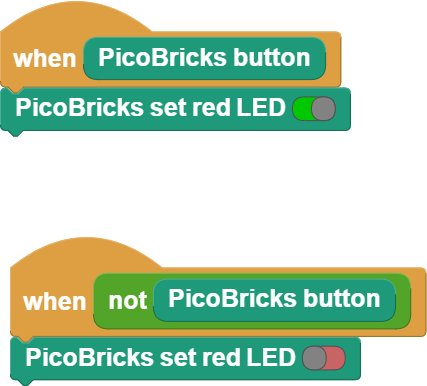 when PicoBricks button
PicoBricks set red LED
when not PicoBricks button
PicoBricks set red LED